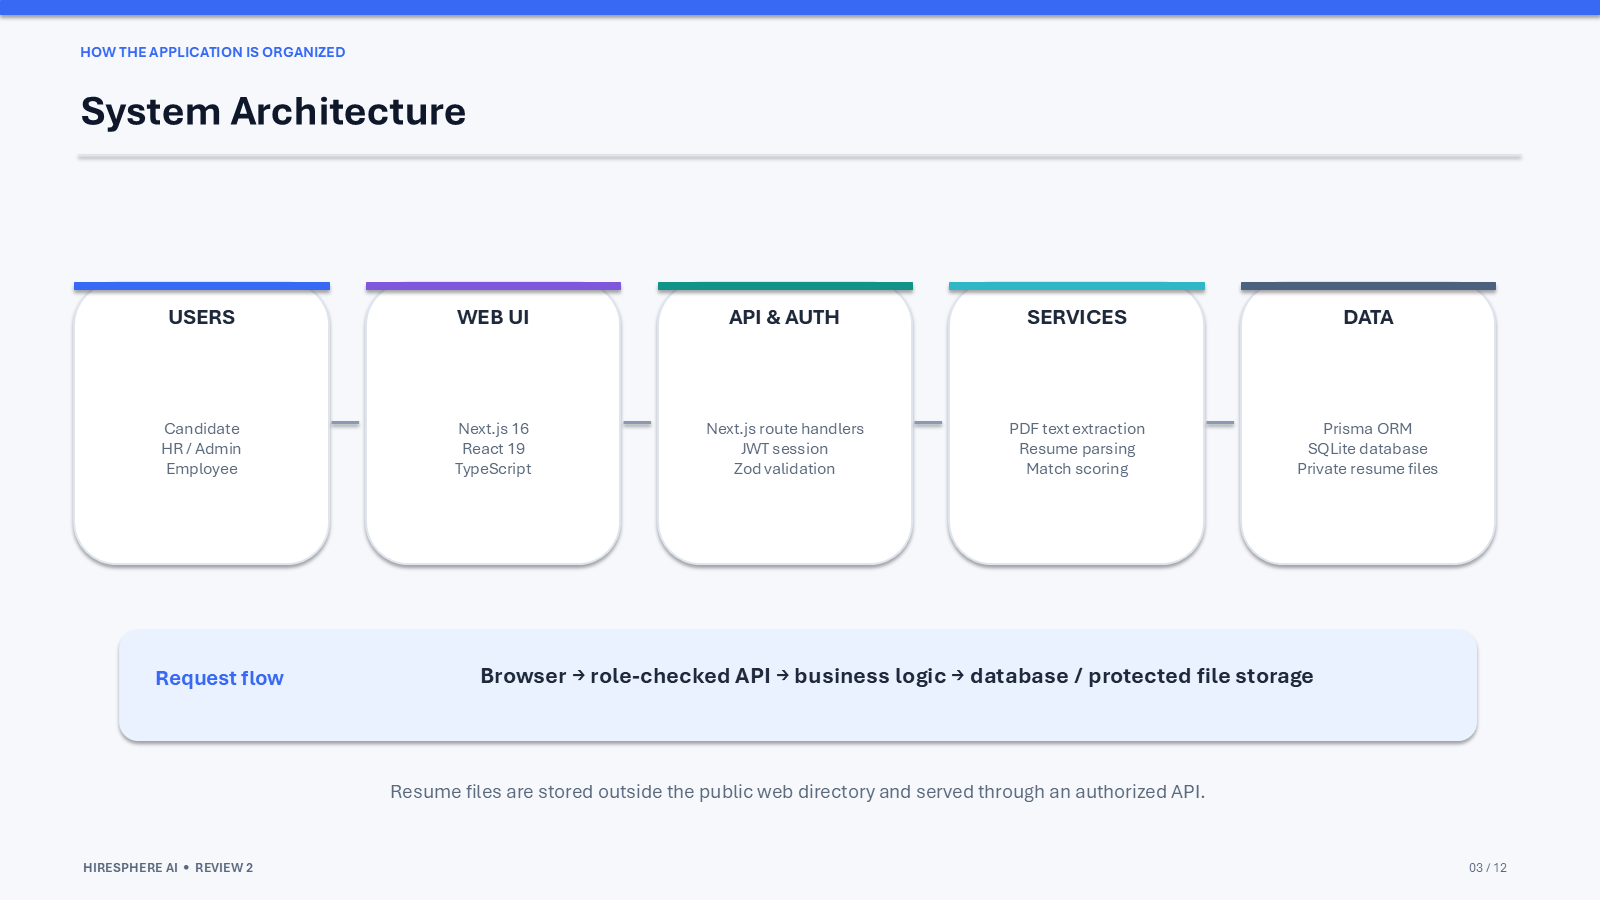 HOW THE APPLICATION IS ORGANIZED
System Architecture
USERS
Candidate
HR / Admin
Employee
WEB UI
Next.js 16
React 19
TypeScript
API & AUTH
Next.js route handlers
JWT session
Zod validation
SERVICES
PDF text extraction
Resume parsing
Match scoring
DATA
Prisma ORM
SQLite database
Private resume files
Request flow
Browser → role-checked API → business logic → database / protected file storage
Resume files are stored outside the public web directory and served through an authorized API.
HIRESPHERE AI • REVIEW 2
03 / 12